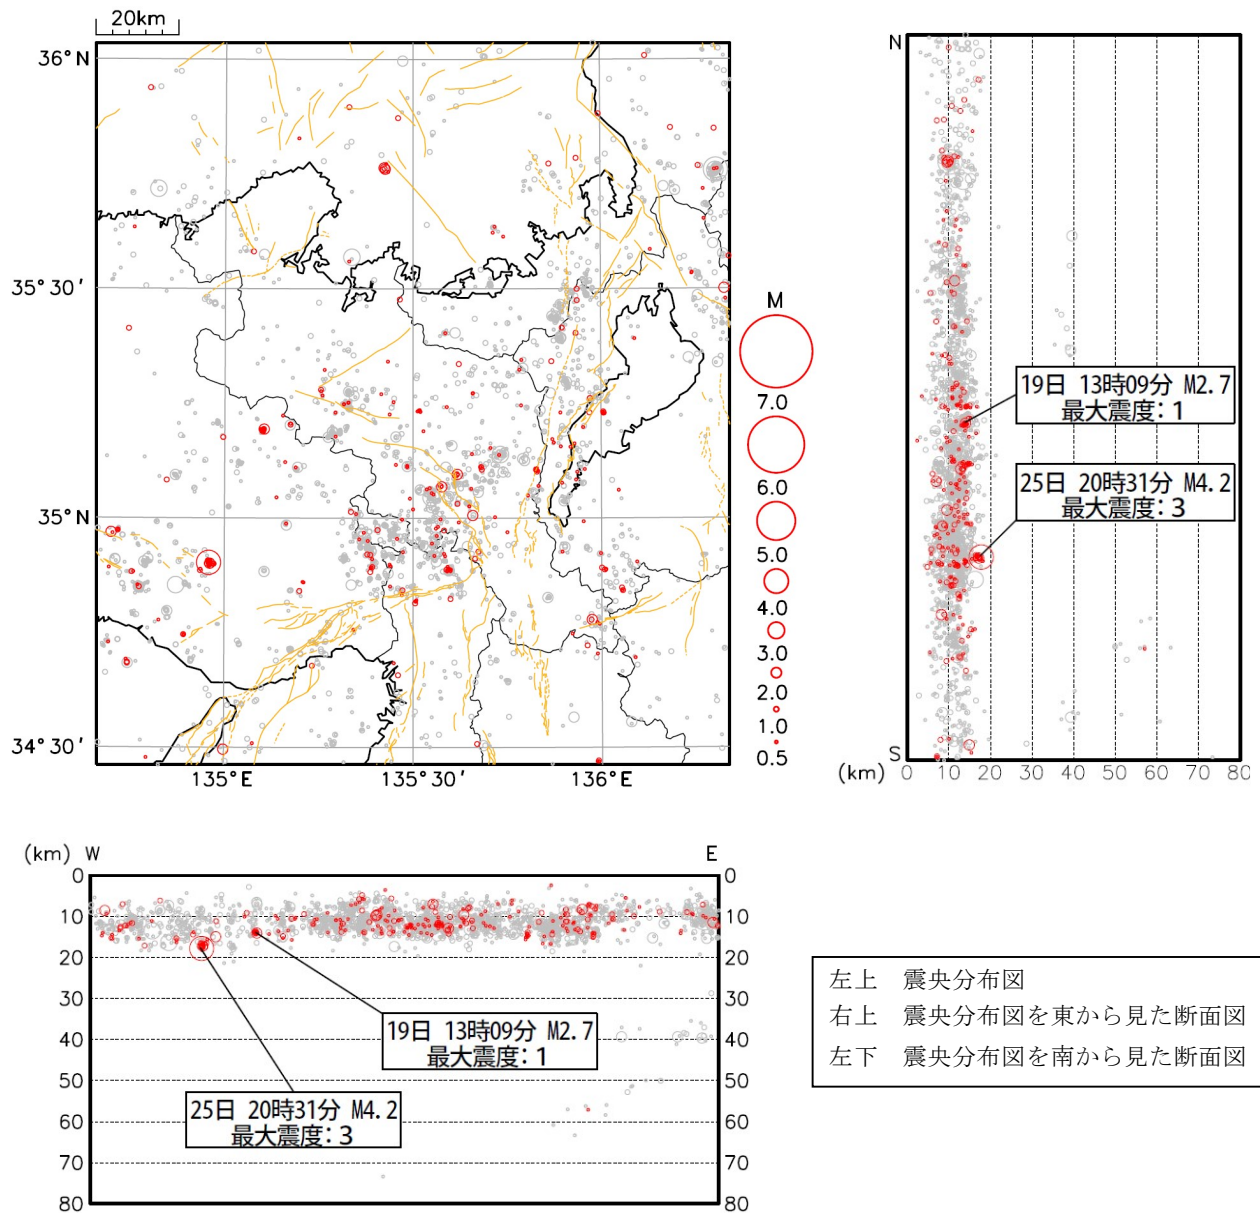 20km
36°N
35°30′
35°N
34°30′
135°E
135°30′
136°E
M
7.0
6.0
5.0
4.0
3.0
2.0
1.0
0.5
N
S
(km)
0 10 20 30 40 50 60 70 80
19日 13時09分 M2.7
最大震度：1
25日 20時31分 M4.2
最大震度：3
(km) W
E
0
10
20
30
40
50
60
70
80
0
10
20
30
40
50
60
70
80
19日 13時09分 M2.7
最大震度：1
25日 20時31分 M4.2
最大震度：3
左上　震央分布図
右上　震央分布図を東から見た断面図
左下　震央分布図を南から見た断面図